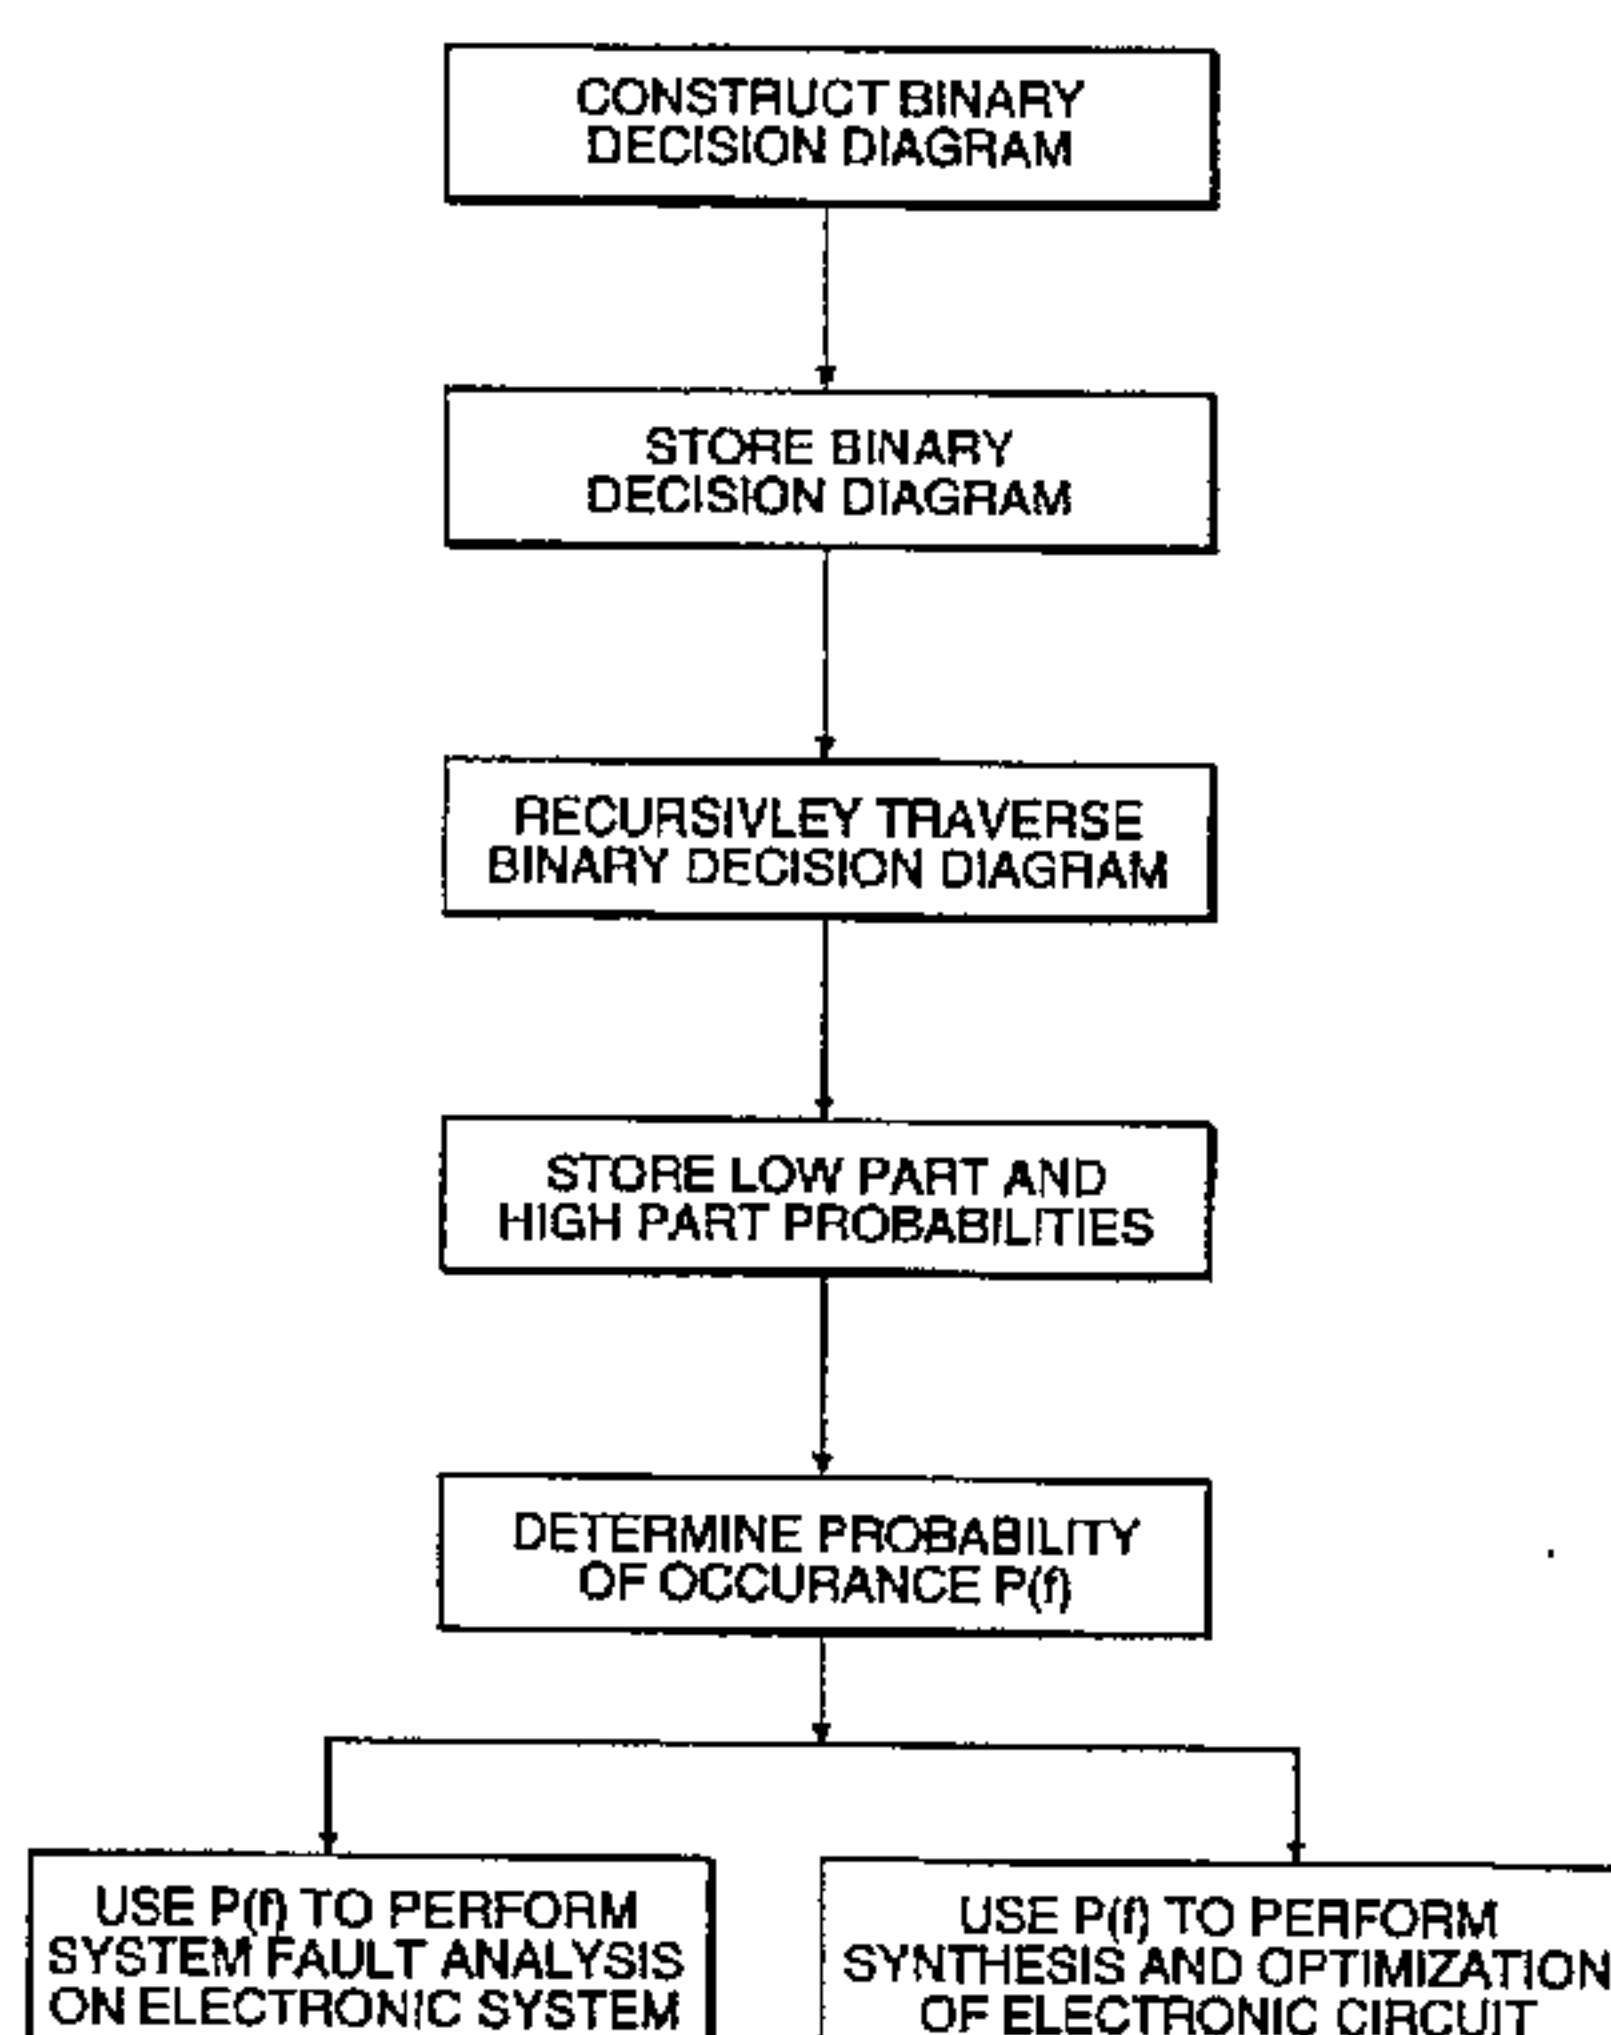 CONSTRUCT BINARY
DECISION DIAGRAM
STORE BINARY
DECISION DIAGRAM
RECURSIVLEY TRAVERSE
BINARY DECISION DIAGRAM
STORE LOW PART AND
HIGH PART PROBABILITIES
DETERMINE PROBABILITY
OF OCCURANCE P(f)
USE P(f) TO PERFORM
SYSTEM FAULT ANALYSIS
ON ELECTRONIC SYSTEM
USE P(f) TO PERFORM
SYNTHESIS AND OPTIMIZATION
OF ELECTRONIC CIRCUIT